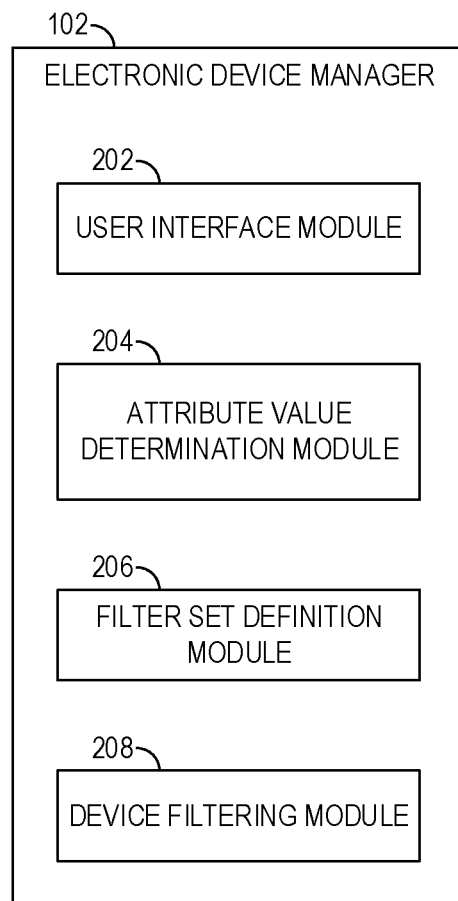 102
ELECTRONIC DEVICE MANAGER
202
USER INTERFACE MODULE
204
ATTRIBUTE VALUE
DETERMINATION MODULE
206
FILTER SET DEFINITION
MODULE
208
DEVICE FILTERING MODULE